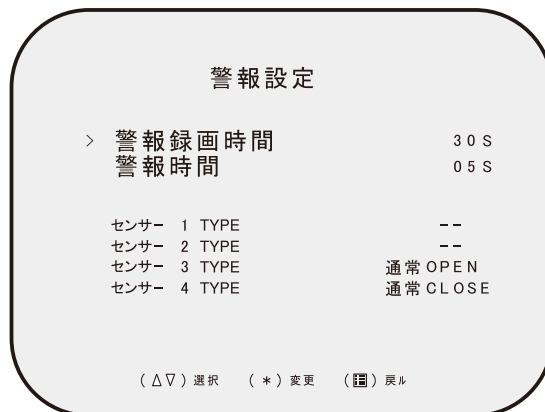 警報設定
> 警報録画時間 30S
警報時間 05S
センサー 1 TYPE --
センサー 2 TYPE --
センサー 3 TYPE 通常OPEN
センサー 4 TYPE 通常CLOSE
(△▽) 選択 (*) 変更 (▤) 戻ル